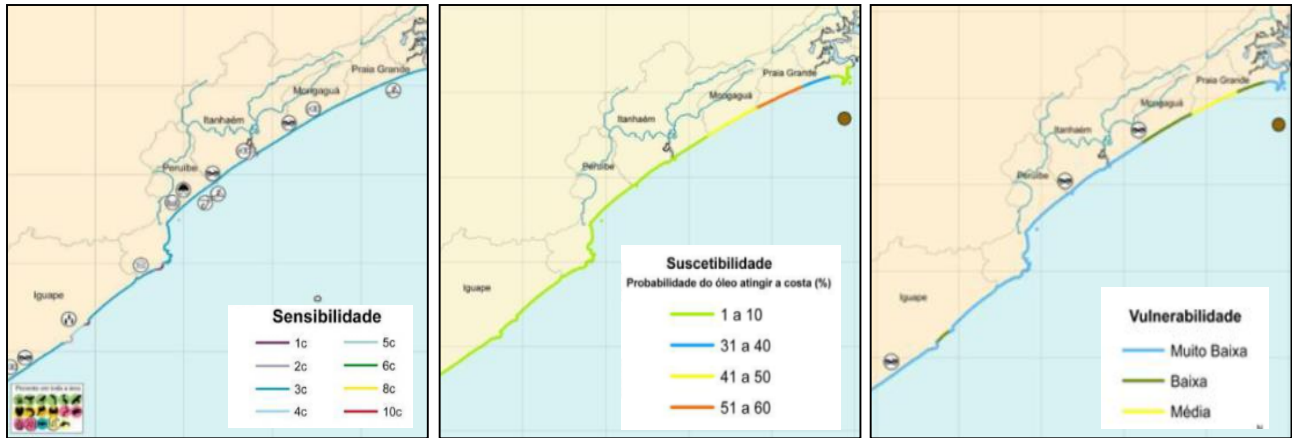 Praia Grande
Mongaguá
Itanhaém
Peruíbe
Iguape
Sensibilidade
1c
2c
3c
4c
5c
6c
8c
10c
Praia Grande
Mongaguá
Itanhaém
Peruíbe
Iguape
Suscetibilidade
Probabilidade do óleo atingir a costa (%)
1 a 10
31 a 40
41 a 50
51 a 60
Praia Grande
Mongaguá
Itanhaém
Peruíbe
Iguape
Vulnerabilidade
Muito Baixa
Baixa
Média